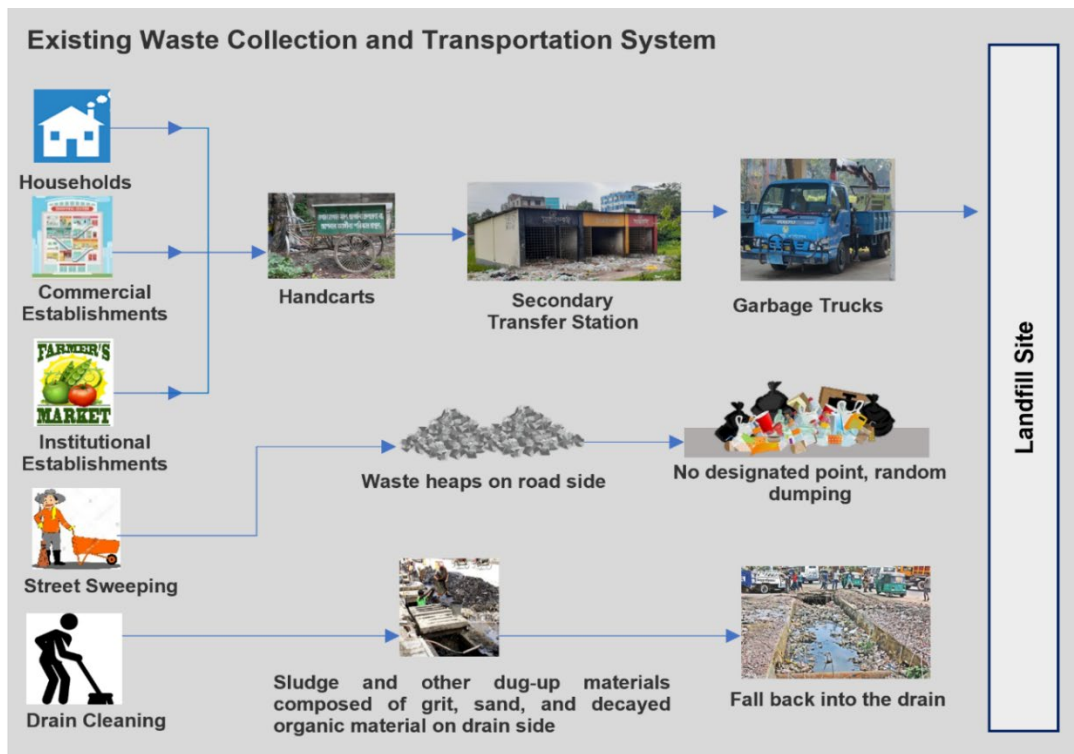 Existing Waste Collection and Transportation System
Households
Commercial
Establishments
FARMER'S
MARKET
Institutional
Establishments
Street Sweeping
Drain Cleaning
Handcarts
Secondary
Transfer Station
Garbage Trucks
Waste heaps on road side
No designated point, random
dumping
Sludge and other dug-up materials
composed of grit, sand, and decayed
organic material on drain side
Fall back into the drain
Landfill Site